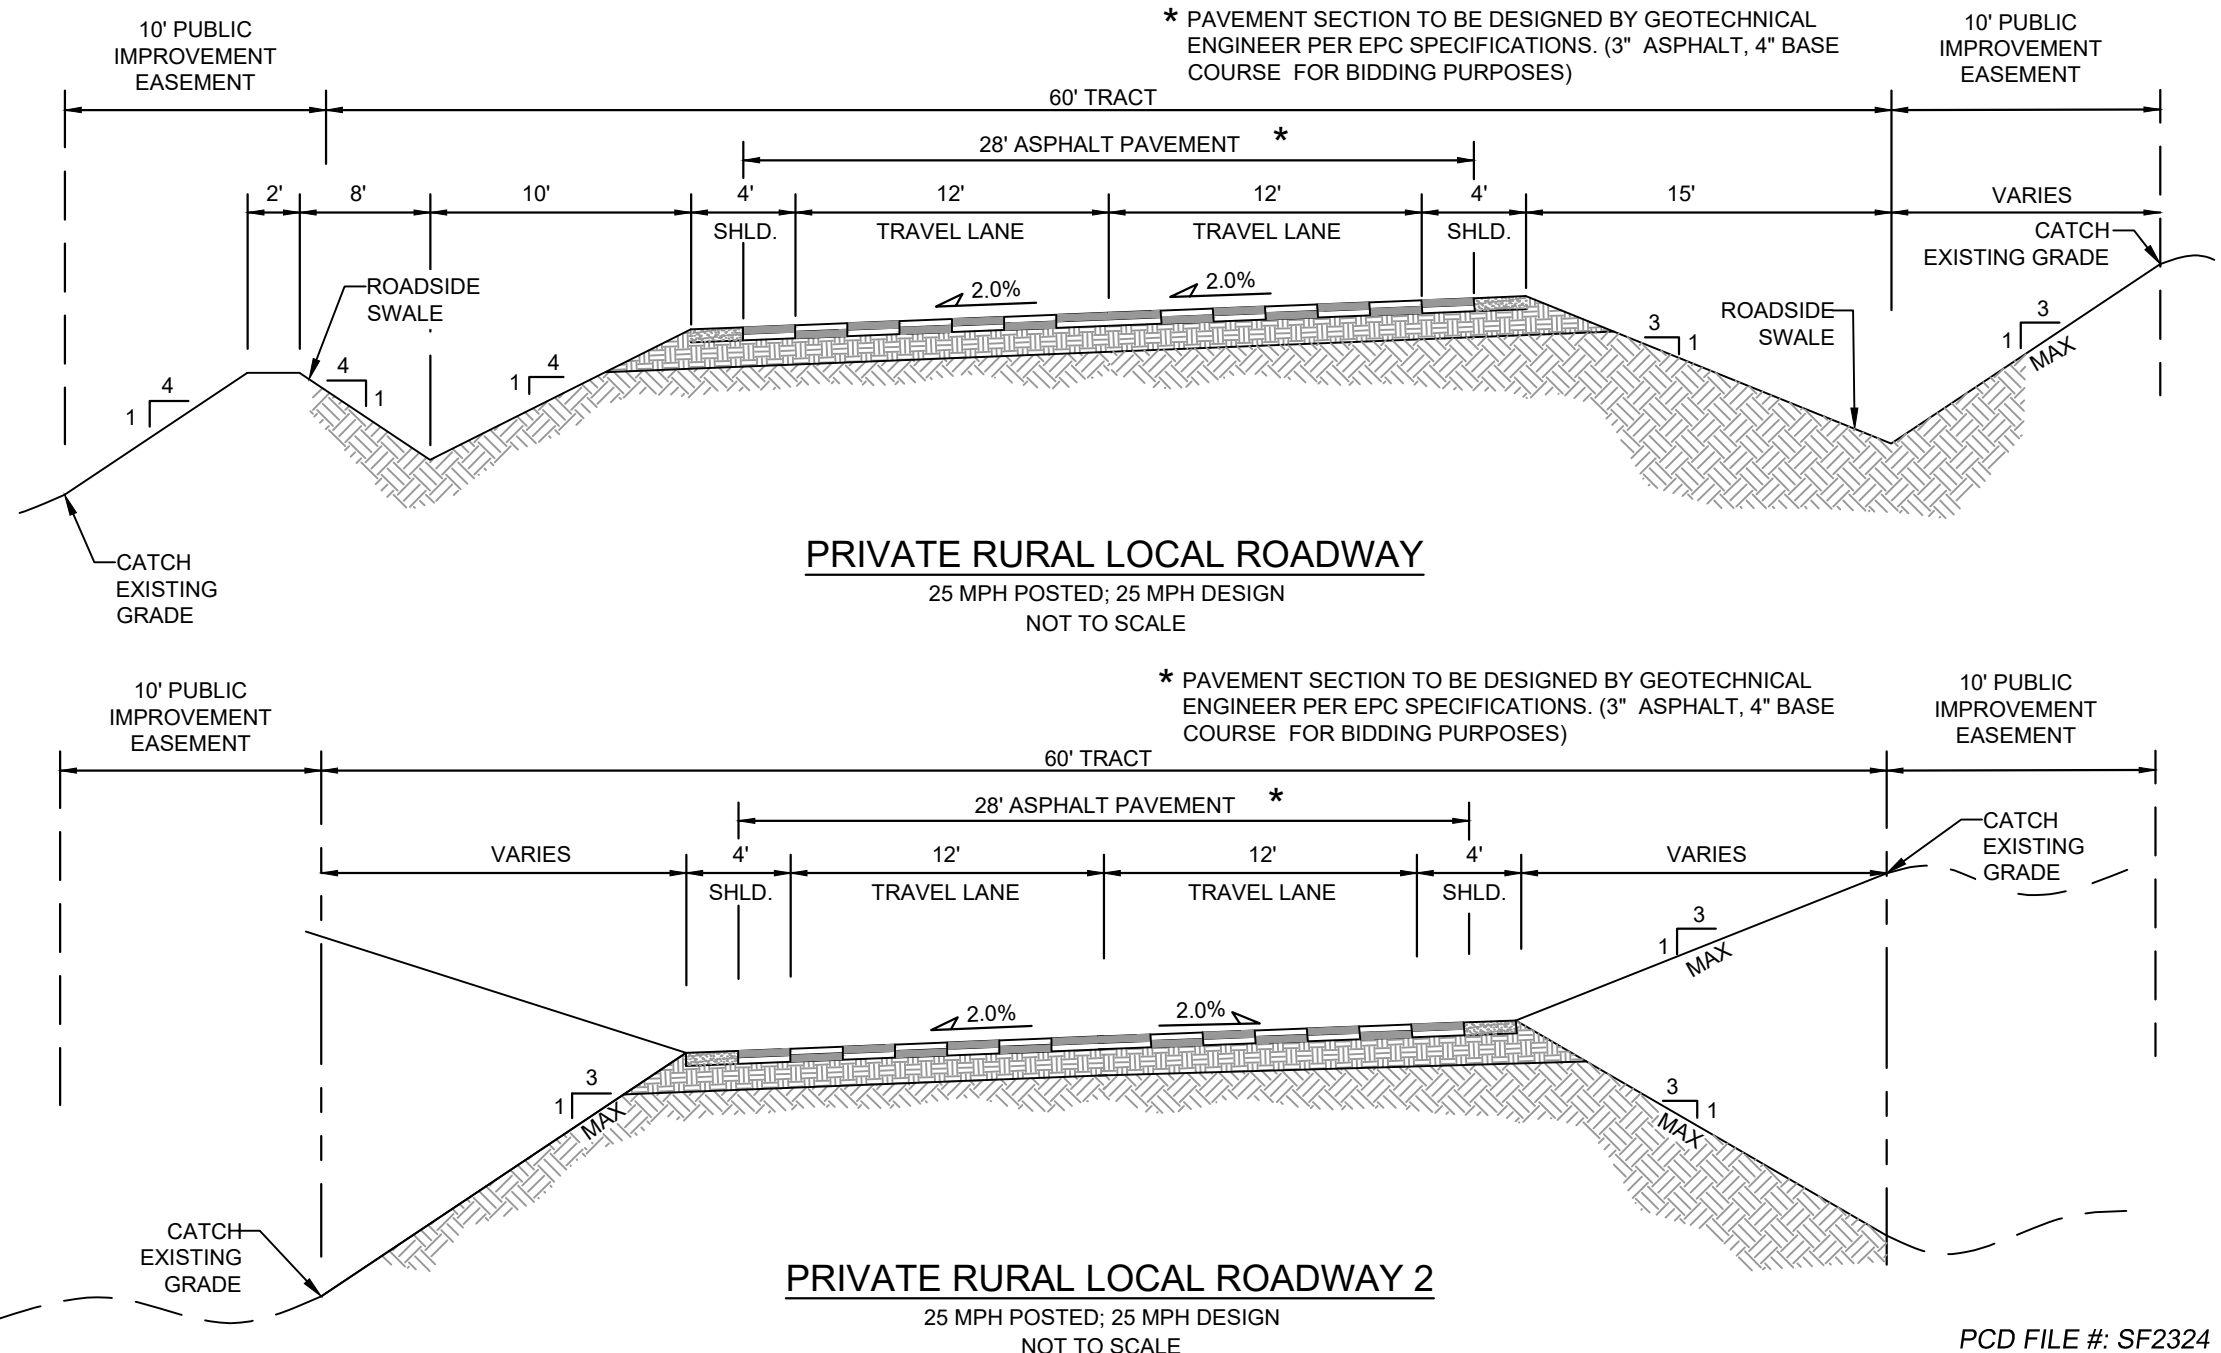 10' PUBLIC
IMPROVEMENT
EASEMENT
* PAVEMENT SECTION TO BE DESIGNED BY GEOTECHNICAL
ENGINEER PER EPC SPECIFICATIONS. (3" ASPHALT, 4" BASE
COURSE FOR BIDDING PURPOSES)
10' PUBLIC
IMPROVEMENT
EASEMENT
60' TRACT
28' ASPHALT PAVEMENT *
2' 8' 10' 4' 12' 12' 4' 15' VARIES
SHLD. TRAVEL LANE TRAVEL LANE SHLD.
CATCH
EXISTING GRADE
ROADSIDE
SWALE
2.0% 2.0%
ROADSIDE
SWALE
3
1
MAX
3
1
4
1
4
1
4
1
CATCH
EXISTING
GRADE
PRIVATE RURAL LOCAL ROADWAY
25 MPH POSTED; 25 MPH DESIGN
NOT TO SCALE
10' PUBLIC
IMPROVEMENT
EASEMENT
* PAVEMENT SECTION TO BE DESIGNED BY GEOTECHNICAL
ENGINEER PER EPC SPECIFICATIONS. (3" ASPHALT, 4" BASE
COURSE FOR BIDDING PURPOSES)
10' PUBLIC
IMPROVEMENT
EASEMENT
60' TRACT
28' ASPHALT PAVEMENT *
VARIES 4' 12' 12' 4' VARIES
SHLD. TRAVEL LANE TRAVEL LANE SHLD.
CATCH
EXISTING
GRADE
3
1
MAX
2.0% 2.0%
3
1
MAX
3
1
MAX
CATCH
EXISTING
GRADE
PRIVATE RURAL LOCAL ROADWAY 2
25 MPH POSTED; 25 MPH DESIGN
NOT TO SCALE
PCD FILE #: SF2324